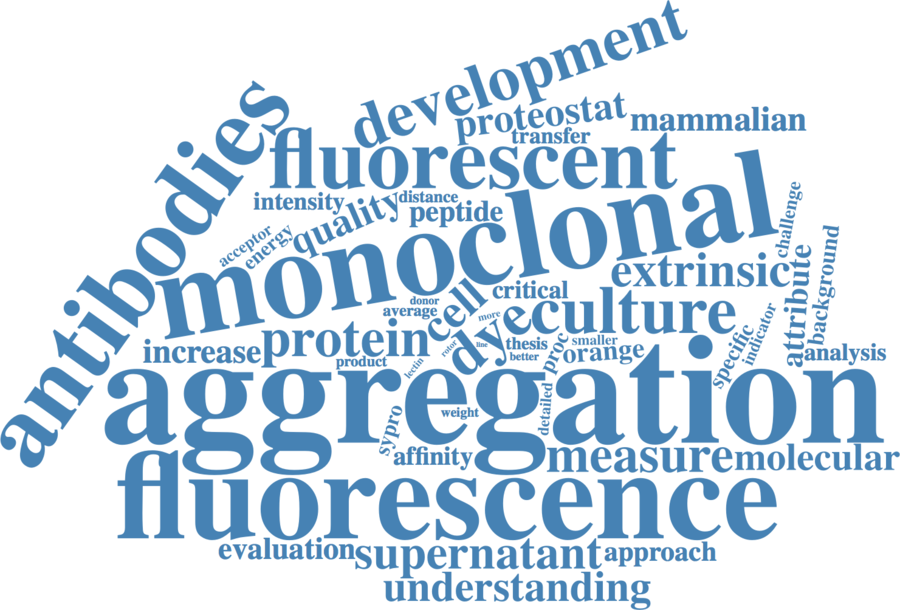 development
proteostat
mammalian
transfer
antibodies
fluorescent
intensity
distance
quality
peptide
acceptor
energy
monoclonal
challenge
extrinsic
attribute
background
donor
average
cell
critical
more
dye
culture
increase
protein
product
lectin
rotor
line
thesis
better
proc
smaller
orange
specific
indicator
analysis
aggregation
sypro
weight
detailed
affinity
measure
molecular
fluorescence
evaluation
supernatant
approach
understanding